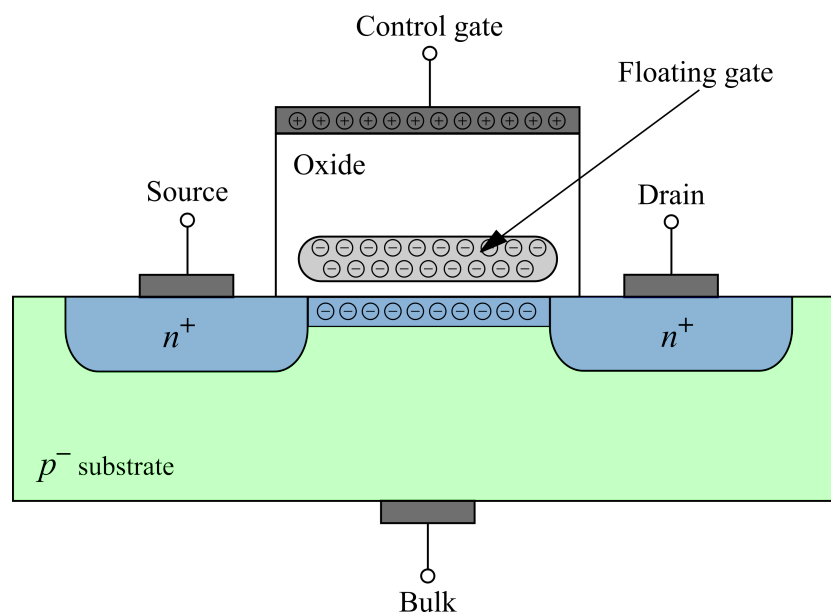 Control gate
Floating gate
Oxide
Source
Drain
n⁺
n⁺
p⁻ substrate
Bulk